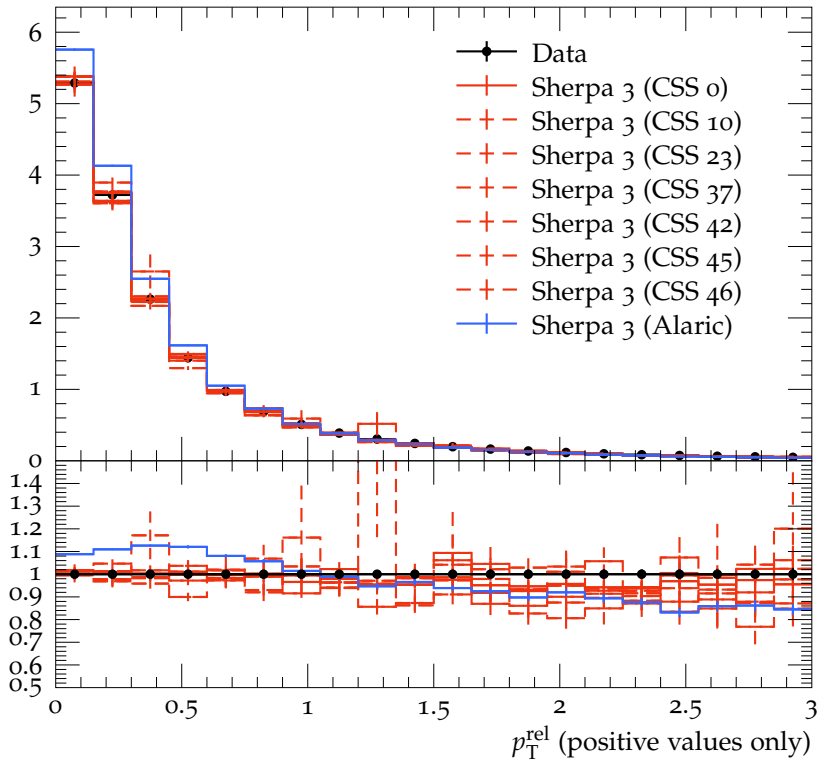 6
5
4
3
2
1
0
Data
Sherpa 3 (CSS 0)
Sherpa 3 (CSS 10)
Sherpa 3 (CSS 23)
Sherpa 3 (CSS 37)
Sherpa 3 (CSS 42)
Sherpa 3 (CSS 45)
Sherpa 3 (CSS 46)
Sherpa 3 (Alaric)
1.4
1.3
1.2
1.1
1
0.9
0.8
0.7
0.6
0.5
0 0.5 1 1.5 2 2.5 3
p_T^rel (positive values only)